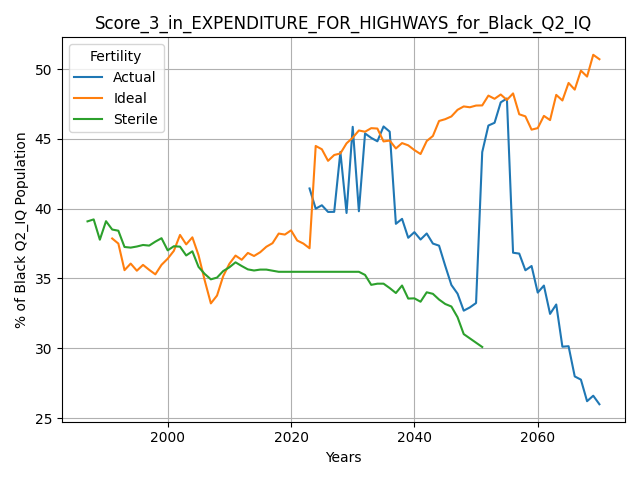 Score_3_in_EXPENDITURE_FOR_HIGHWAYS_for_Black_Q2_IQ
Fertility
Actual
Ideal
Sterile
% of Black Q2_IQ Population
50
45
40
35
30
25
2000
2020
2040
2060
Years